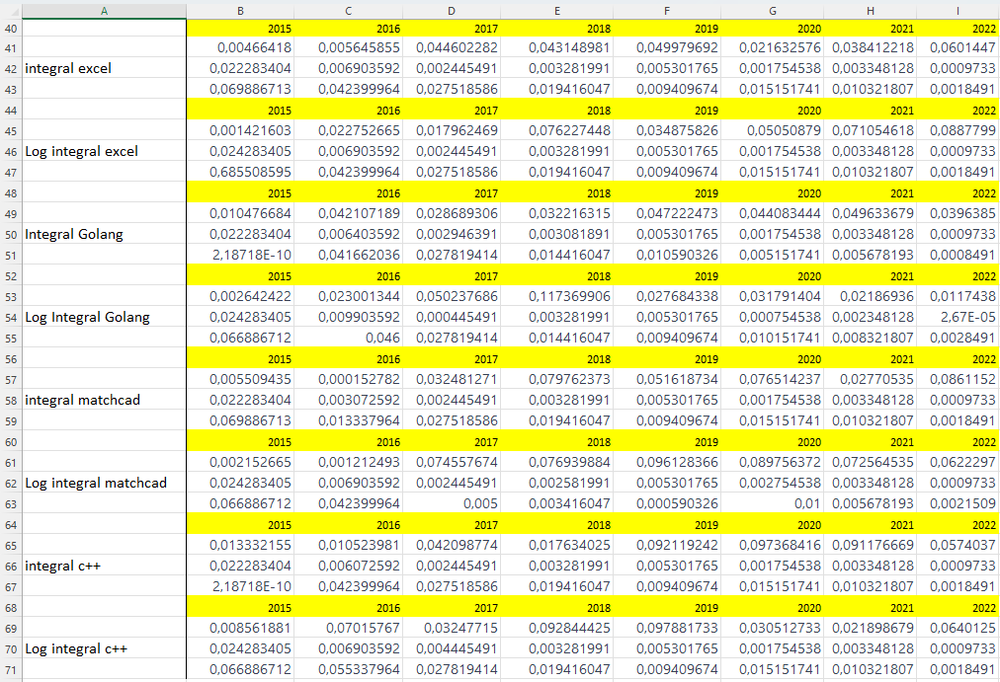 A B C D E F G H I
40 2015 2016 2017 2018 2019 2020 2021 2022
41 0,00466418 0,005645855 0,044602282 0,043148981 0,049979692 0,021632576 0,038412218 0,0601447
42 integral excel 0,022283404 0,006903592 0,002445491 0,003281991 0,005301765 0,001754538 0,003348128 0,0009733
43 0,069886713 0,042399964 0,027518586 0,019416047 0,009409674 0,015151741 0,010321807 0,0018491
44 2015 2016 2017 2018 2019 2020 2021 2022
45 0,001421603 0,022752665 0,017962469 0,076227448 0,034875826 0,05050879 0,071054618 0,0887799
46 Log integral excel 0,024283405 0,006903592 0,002445491 0,003281991 0,005301765 0,001754538 0,003348128 0,0009733
47 0,685508595 0,042399964 0,027518586 0,019416047 0,009409674 0,015151741 0,010321807 0,0018491
48 2015 2016 2017 2018 2019 2020 2021 2022
49 0,010476684 0,042107189 0,028689306 0,032216315 0,047222473 0,044083444 0,049633679 0,0396385
50 Integral Golang 0,022283404 0,006403592 0,002946391 0,003081891 0,005301765 0,001754538 0,003348128 0,0009733
51 2,18718E-10 0,041662036 0,027819414 0,014416047 0,010590326 0,005151741 0,005678193 0,0008491
52 2015 2016 2017 2018 2019 2020 2021 2022
53 0,002642422 0,023001344 0,050237686 0,117369906 0,027684338 0,031791404 0,02186936 0,0117438
54 Log Integral Golang 0,024283405 0,009903592 0,000445491 0,003281991 0,005301765 0,000754538 0,002348128 2,67E-05
55 0,066886712 0,046 0,027819414 0,014416047 0,009409674 0,010151741 0,008321807 0,0028491
56 2015 2016 2017 2018 2019 2020 2021 2022
57 0,005509435 0,000152782 0,032481271 0,079762373 0,051618734 0,076514237 0,02770535 0,0861152
58 integral matchcad 0,022283404 0,003072592 0,002445491 0,003281991 0,005301765 0,001754538 0,003348128 0,0009733
59 0,069886713 0,013337964 0,027518586 0,019416047 0,009409674 0,015151741 0,010321807 0,0018491
60 2015 2016 2017 2018 2019 2020 2021 2022
61 0,002152665 0,001212493 0,074557674 0,076939884 0,096128366 0,089756372 0,072564535 0,0622297
62 Log integral matchcad 0,024283405 0,006903592 0,002445491 0,002581991 0,005301765 0,002754538 0,003348128 0,0009733
63 0,066886712 0,042399964 0,005 0,003416047 0,000590326 0,01 0,005678193 0,0021509
64 2015 2016 2017 2018 2019 2020 2021 2022
65 0,013332155 0,010523981 0,042098774 0,017634025 0,092119242 0,097368416 0,091176669 0,0574037
66 integral c++ 0,022283404 0,006072592 0,002445491 0,003281991 0,005301765 0,001754538 0,003348128 0,0009733
67 2,18718E-10 0,042399964 0,027518586 0,019416047 0,009409674 0,015151741 0,010321807 0,0018491
68 2015 2016 2017 2018 2019 2020 2021 2022
69 0,008561881 0,07015767 0,03247715 0,092844425 0,097881733 0,030512733 0,021898679 0,0640125
70 Log integral c++ 0,024283405 0,006903592 0,004445491 0,003281991 0,005301765 0,001754538 0,003348128 0,0009733
71 0,066886712 0,055337964 0,027819414 0,019416047 0,009409674 0,015151741 0,010321807 0,0018491